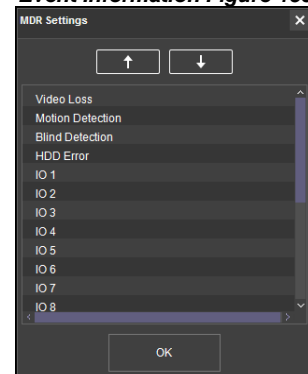 Event Information Figure
MDR Settings
Video Loss
Motion Detection
Blind Detection
HDD Error
IO 1
IO 2
IO 3
IO 4
IO 5
IO 6
IO 7
IO 8
OK